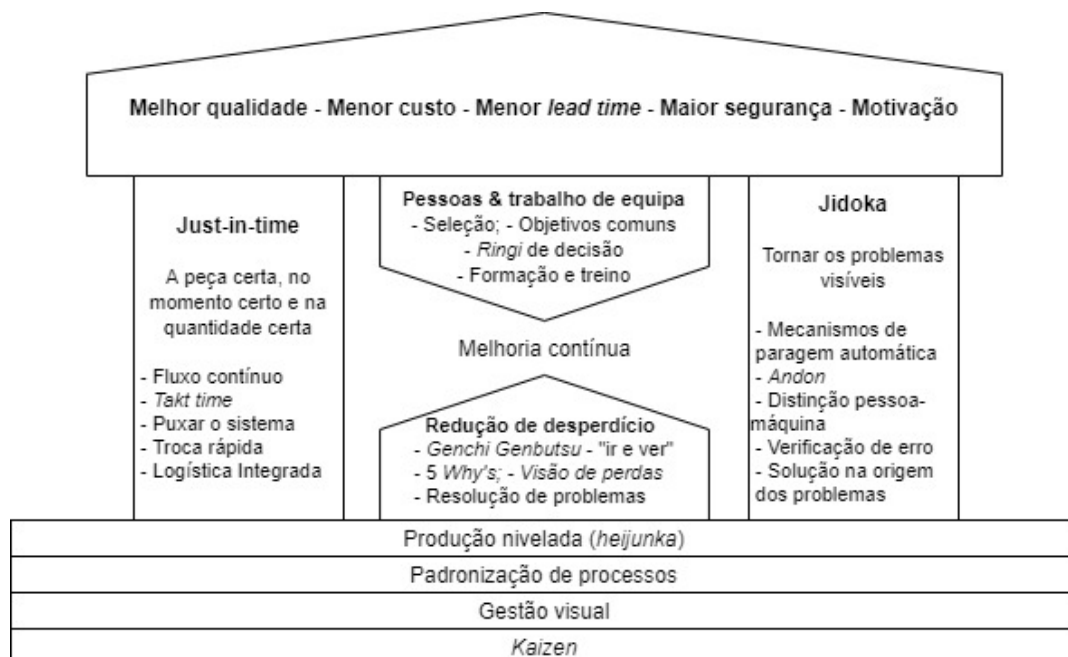 Melhor qualidade - Menor custo - Menor lead time - Maior segurança - Motivação
Just-in-time
A peça certa, no
momento certo e na
quantidade certa
- Fluxo contínuo
- Takt time
- Puxar o sistema
- Troca rápida
- Logística Integrada
Pessoas & trabalho de equipa
- Seleção; - Objetivos comuns
- Ringi de decisão
- Formação e treino
Melhoria contínua
Redução de desperdício
- Genchi Genbutsu - "ir e ver"
- 5 Why's; - Visão de perdas
- Resolução de problemas
Jidoka
Tornar os problemas
visíveis
- Mecanismos de
paragem automática
- Andon
- Distinção pessoa-
máquina
- Verificação de erro
- Solução na origem
dos problemas
Produção nivelada (heijunka)
Padronização de processos
Gestão visual
Kaizen